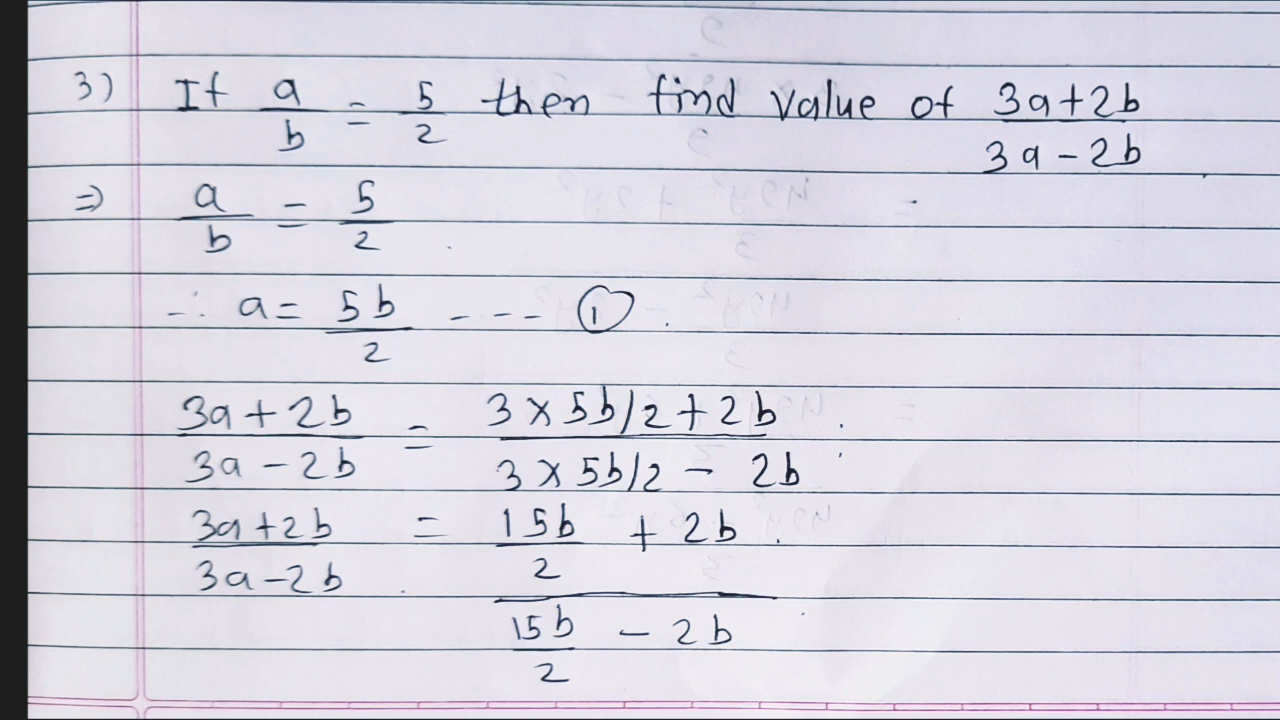 3) If a/b = 5/2 then find value of 3a+2b / 3a-2b
⇒ a/b = 5/2
∴ a = 5b/2 ---- ①.
3a+2b / 3a-2b = 3×5b/2+2b / 3×5b/2 - 2b
3a+2b / 3a-2b = 15b/2 + 2b / 15b/2 - 2b